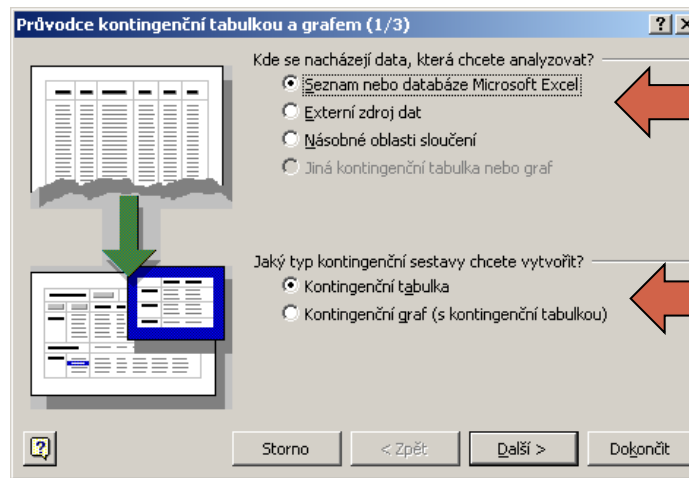 Průvodce kontingenční tabulkou a grafem (1/3)
Kde se nacházejí data, která chcete analyzovat?
Seznam nebo databáze Microsoft Excel
Externí zdroj dat
Násobné oblasti sloučení
Jiná kontingenční tabulka nebo graf
Jaký typ kontingenční sestavy chcete vytvořit?
Kontingenční tabulka
Kontingenční graf (s kontingenční tabulkou)
Storno
< Zpět
Další >
Dokončit